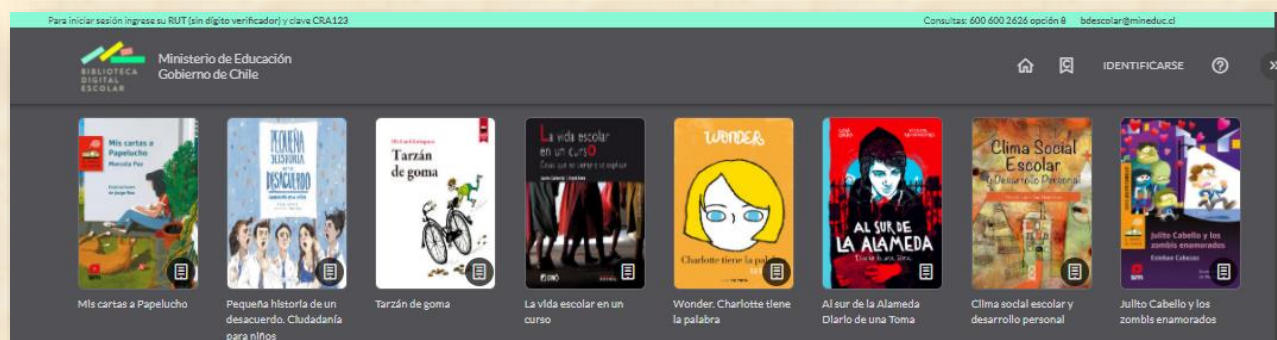 Para iniciar sesión ingrese su RUT (sin dígito verificador) y clave CRA123
Consultas: 600 600 2626 opción 8 bdescolar@mineduc.cl
BIBLIOTECA
DIGITAL
ESCOLAR
Ministerio de Educación
Gobierno de Chile
IDENTIFICARSE
Mis cartas a
Papelucho
Marcela Paz
PEQUEÑA
HISTORIA
DESACUERDO
Tarzán
de goma
La vida escolar
en un curso
WONDER
Charlotte tiene la
AL SUR DE
LA ALAMEDA
Diario de una Toma
Clima Social
Escolar
y Desarrollo Personal
Julito Cabello y los
zombis enamorados
Esteban Cabezas
sm
sm
Mis cartas a Papelucho
Pequeña historia de un
desacuerdo. Ciudadanía
para niños
Tarzán de goma
La vida escolar en un
curso
Wonder. Charlotte tiene
la palabra
Al sur de la Alameda
Diario de una Toma
Clima social escolar y
desarrollo personal
Julito Cabello y los
zombis enamorados